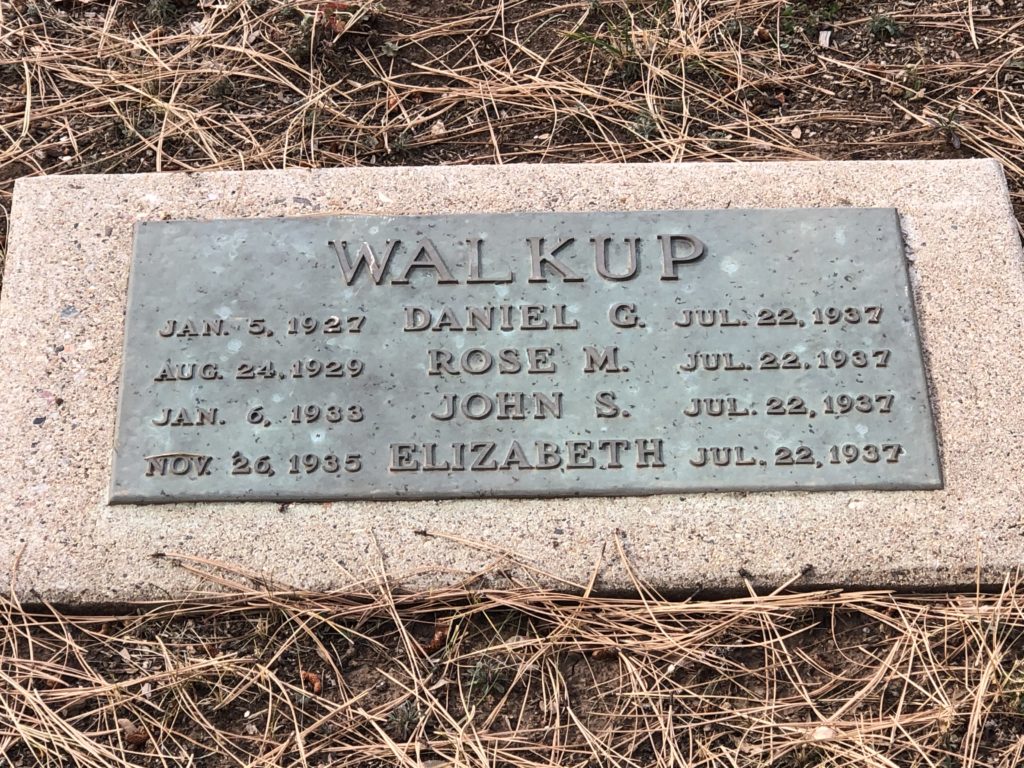 WALKUP
JAN. 5, 1927 DANIEL G. JUL. 22, 1937
AUG. 24, 1929 ROSE M. JUL. 22, 1937
JAN. 6, 1933 JOHN S. JUL. 22, 1937
NOV. 26, 1935 ELIZABETH JUL. 22, 1937